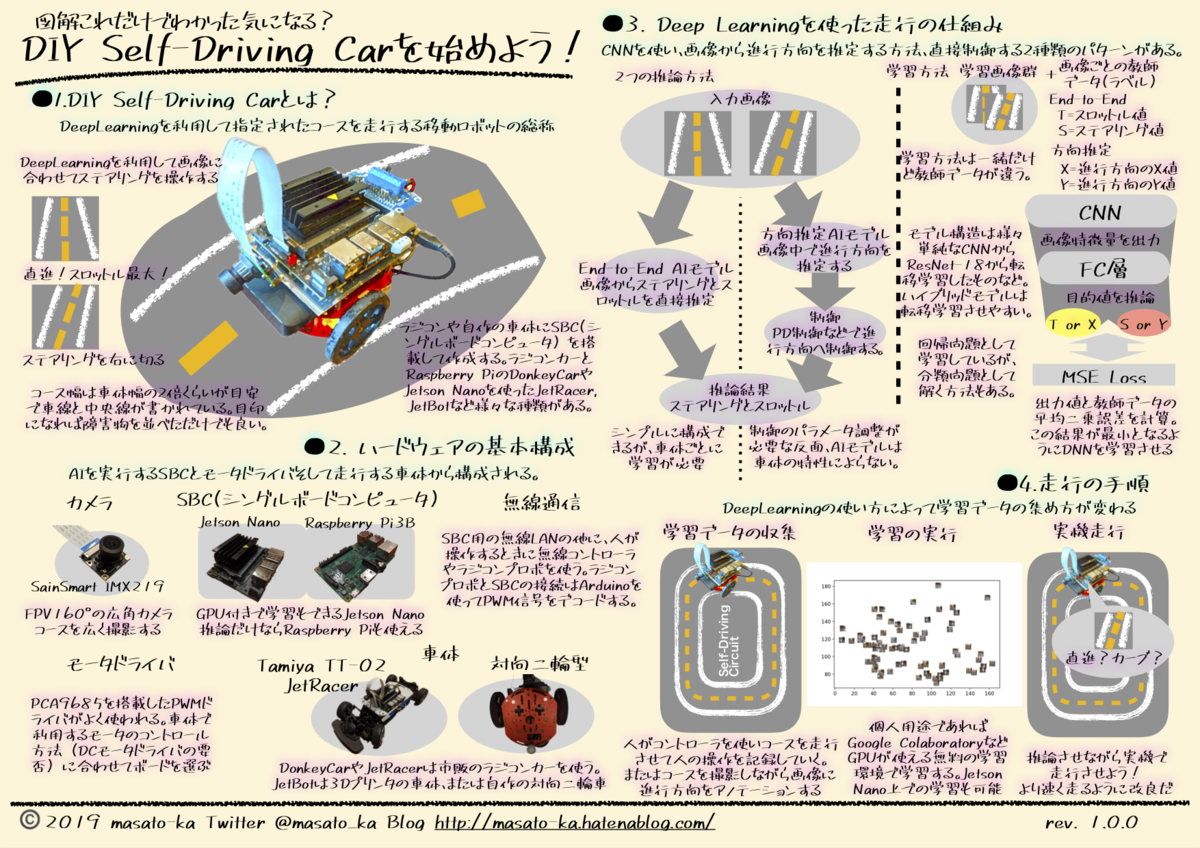 図解これだけでわかった気になる？
DIY Self-Driving Carを始めよう！
●1.DIY Self-Driving Carとは？
DeepLearningを利用して指定されたコースを走行する移動ロボットの総称
DeepLearningを利用して画像に
合わせてステアリングを操作する
直進！スロットル最大！
ステアリングを右に切る
コース幅は車体幅の2倍くらいが目安
で車線と中央線が書かれている。目印
になれば障害物を並べただけでも良い。
ラジコンや自作の車体にSBC(シ
ングルボードコンピュータ）を搭
載して作成する。ラジコンカーと
Raspberry PiのDonkeyCarや
Jetson Nanoを使ったJetRacer,
JetBotなど様々な種類がある。
●2. ハードウェアの基本構成
AIを実行するSBCとモータドライバそして走行する車体から構成される。
カメラ
SainSmart IMX219
FPV160°の広角カメラ
コースを広く撮影する
SBC(シングルボードコンピュータ)
Jetson Nano
Raspberry Pi3B
GPU付きで学習もできるJetson Nano
推論だけならRaspberry Piも使える
無線通信
SBC用の無線LANの他に、人が
操作するときに無線コントローラ
やラジコンプロポを使う。ラジコン
プロポとSBCの接続はArduinoを
使ってPWM信号をデコードする。
モータドライバ
PCA9685を搭載したPWMド
ライバがよく使われる。車体で
利用するモータのコントロール
方法（DCモータドライバの要
否）に合わせてボードを選ぶ
車体
Tamiya TT-02
JetRacer
対向二輪型
DonkeyCarやJetRacerは市販のラジコンカーを使う。
JetBotは3Dプリンタの車体、または自作の対向二輪車
●3. Deep Learningを使った走行の仕組み
CNNを使い、画像から進行方向を推定する方法、直接制御する2種類のパターンがある。
2つの推論方法
入力画像
End-to-End AIモデル
画像からステアリングとス
ロットルを直接推定
方向推定AIモデル
画像中で進行方向を
推定する
制御
PD制御などで進
行方向へ制御する。
推論結果
ステアリングとスロットル
シンプルに構成で
きるが、車体ごとに
学習が必要
制御のパラメータ調整が
必要な反面、AIモデルは
車体の特性によらない。
学習方法
学習画像群
+
画像ごとの教師
データ(ラベル)
End-to-End
T=スロットル値
S=ステアリング値
方向推定
X=進行方向のX値
Y=進行方向のY値
学習方法は一緒だけ
ど教師データが違う。
モデル構造は様々
単純なCNNから
ResNet-18から転
移学習したものなど。
ハイブリッドモデルは
転移学習させやすい。
回帰問題として
学習しているが、
分類問題として
解く方法もある。
CNN
画像特徴量を出力
FC層
目的値を推論
T or X
S or Y
MSE Loss
出力値と教師データの
平均二乗誤差を計算。
この結果が最小となるよ
うにDNNを学習させる
●4.走行の手順
DeepLearningの使い方によって学習データの集め方が変わる
学習データの収集
Self-Driving
Circuit
人がコントローラを使いコースを走行
させて人の操作を記録していく。
またはコースを撮影しながら画像に
進行方向をアノテーションする
学習の実行
180
160
140
120
100
80
0 20 40 60 80 100 120 140 160
個人用途であれば
Google Colaboratoryなど
GPUが使える無料の学習
環境で学習する。Jetson
Nano上での学習も可能
実機走行
直進？カーブ？
推論させながら実機で
走行させよう！
より速く走るように改良だ
© 2019 masato-ka Twitter @masato_ka Blog http://masato-ka.hatenablog.com/
rev. 1.0.0